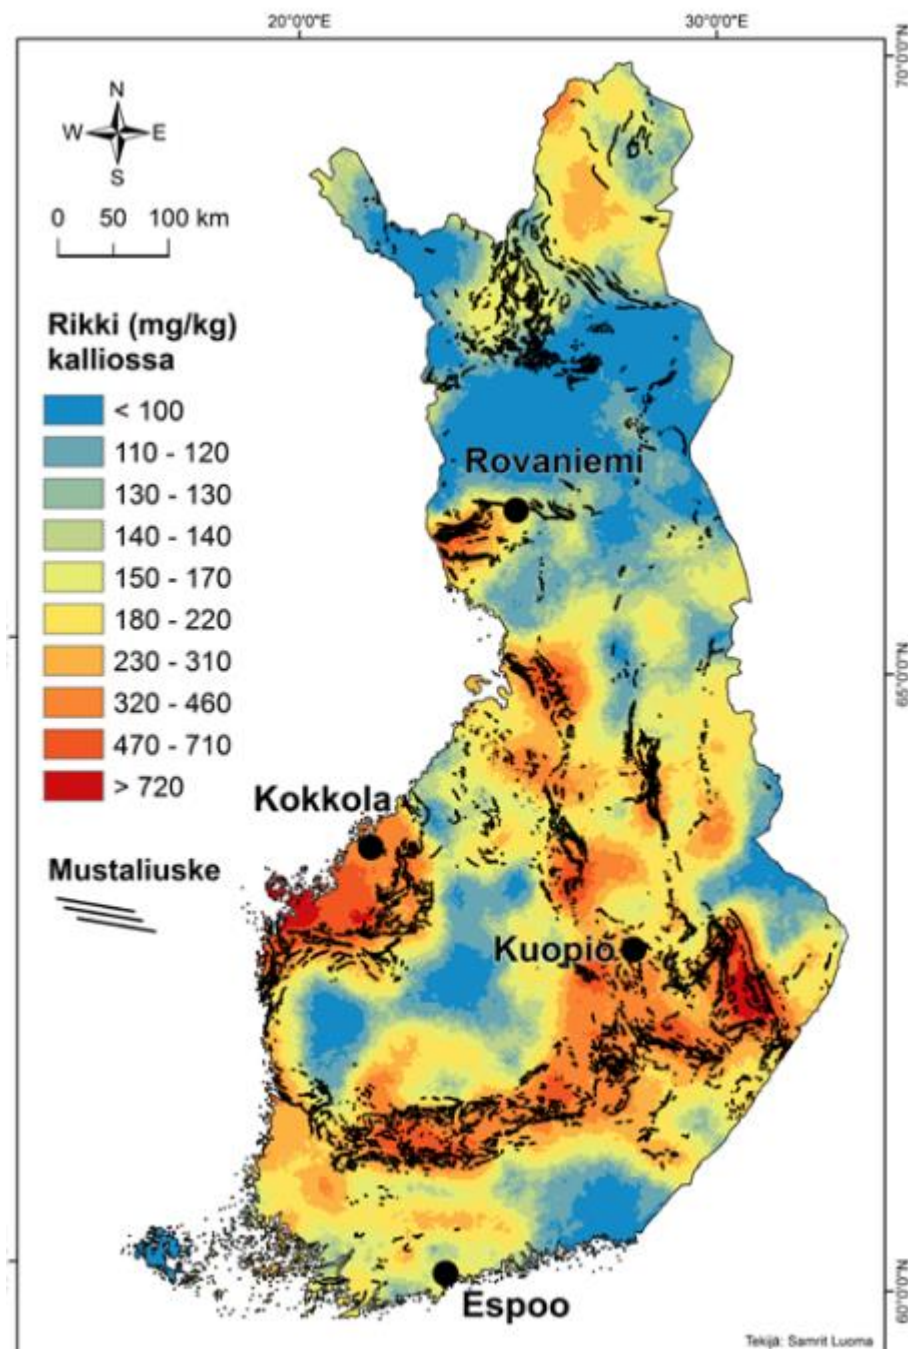 20°0'0"E 30°0'0"E
70°0'0"N
N
W E
S
0 50 100 km
Rikki (mg/kg)
kalliossa
< 100
110 - 120
130 - 130
140 - 140
150 - 170
180 - 220
230 - 310
320 - 460
470 - 710
> 720
Rovaniemi
65°0'0"N
Kokkola
Mustaliuske
Kuopio
Espoo
60°0'0"N
Tekijä: Samrit Luoma